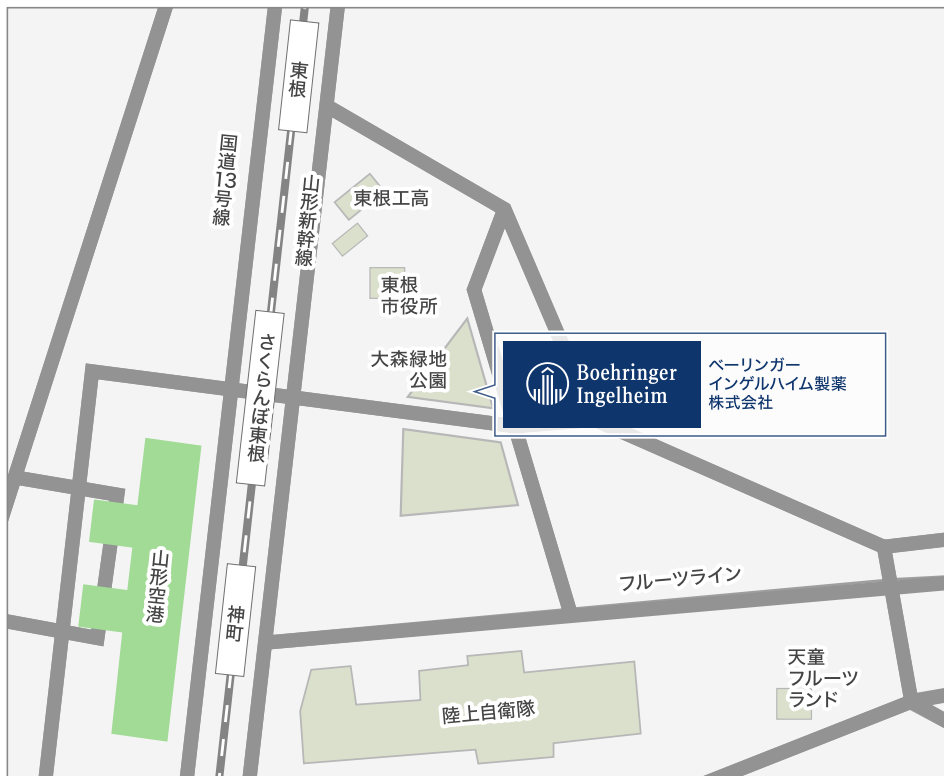 東根
国道13号線
山形新幹線
東根工高
東根
市役所
さくらんぼ東根
大森緑地
公園
Boehringer
Ingelheim
ベーリンガー
インゲルハイム製薬
株式会社
山形空港
神町
フルーツライン
陸上自衛隊
天童
フルーツ
ランド